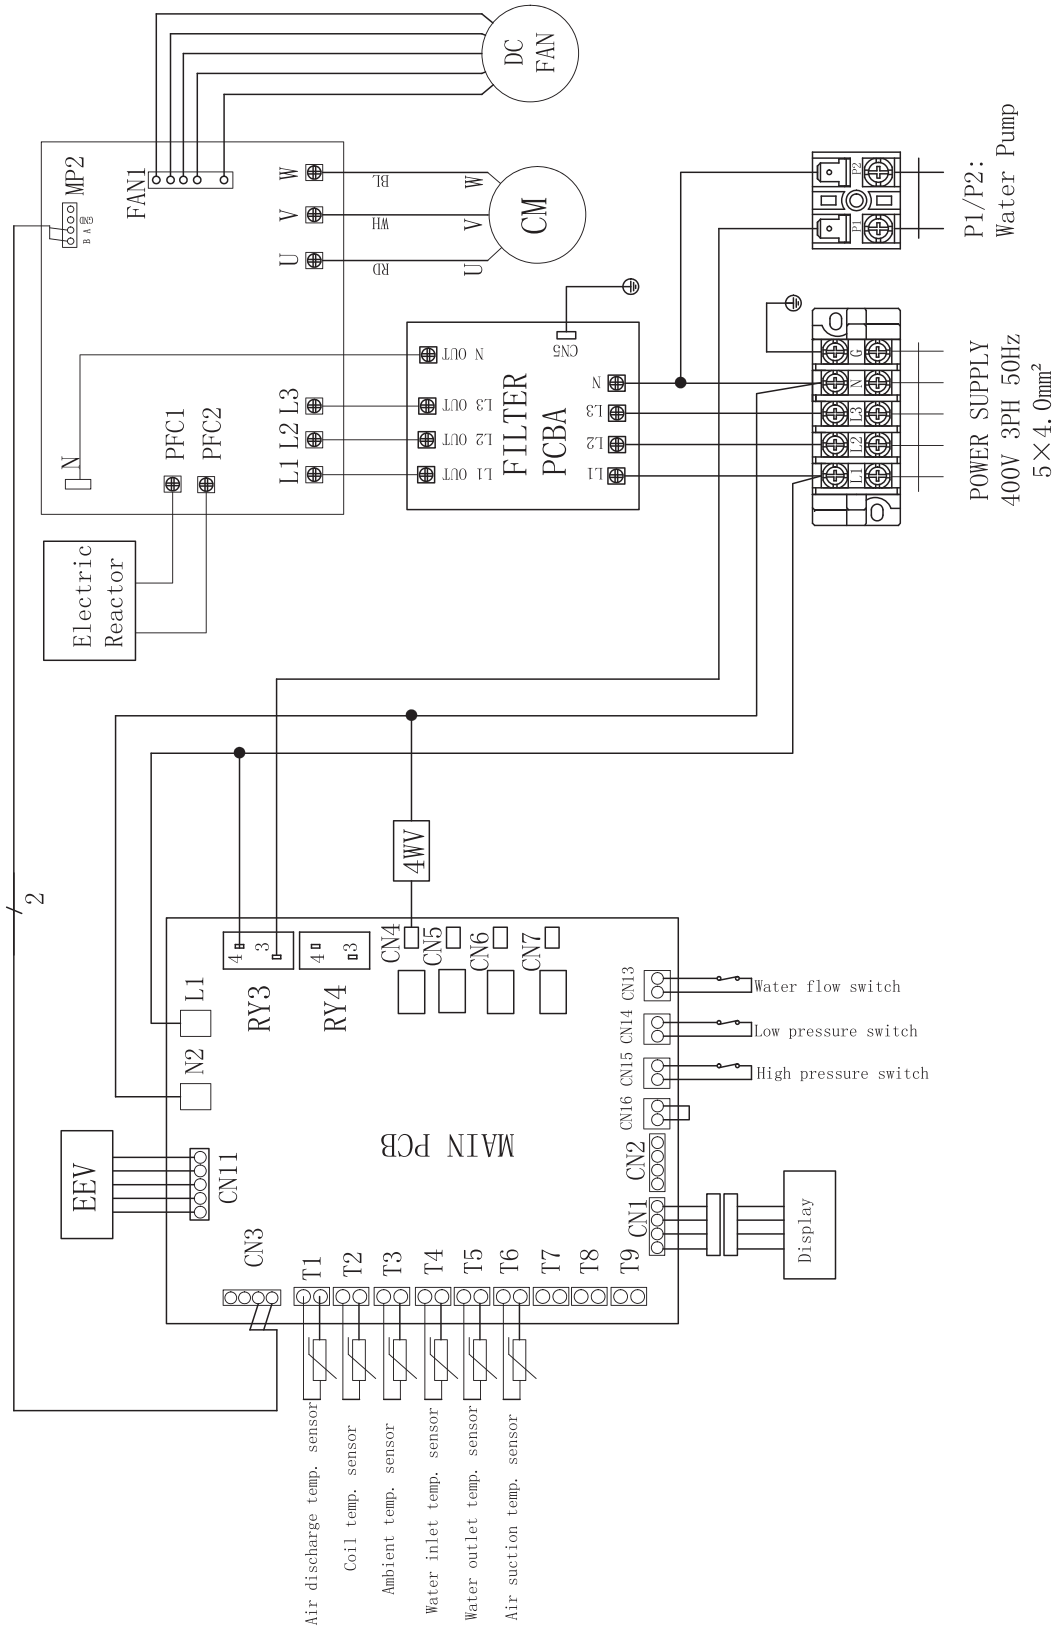 DC
FAN
MP2
B A GND
FAN1
U V W
RD WH BL
U V W
CM
N
PFC1
PFC2
L1 L2 L3
Electric
Reactor
L1 OUT L2 OUT L3 OUT N OUT
FILTER
PCBA
CN5
L1 L2 L3 N
P1 P2
P1/P2:
Water Pump
L1 L2 L3 N G
POWER SUPPLY
400V 3PH 50Hz
5×4.0mm²
2
4WV
MAIN PCB
L1
N2
RY3
4 3
RY4
4 3
CN4
CN5
CN6
CN7
EEV
CN11
CN3
CN13
Water flow switch
CN14
Low pressure switch
CN15
High pressure switch
CN16
CN2
CN1
Display
T1
T2
T3
T4
T5
T6
T7
T8
T9
Air discharge temp. sensor
Coil temp. sensor
Ambient temp. sensor
Water inlet temp. sensor
Water outlet temp. sensor
Air suction temp. sensor